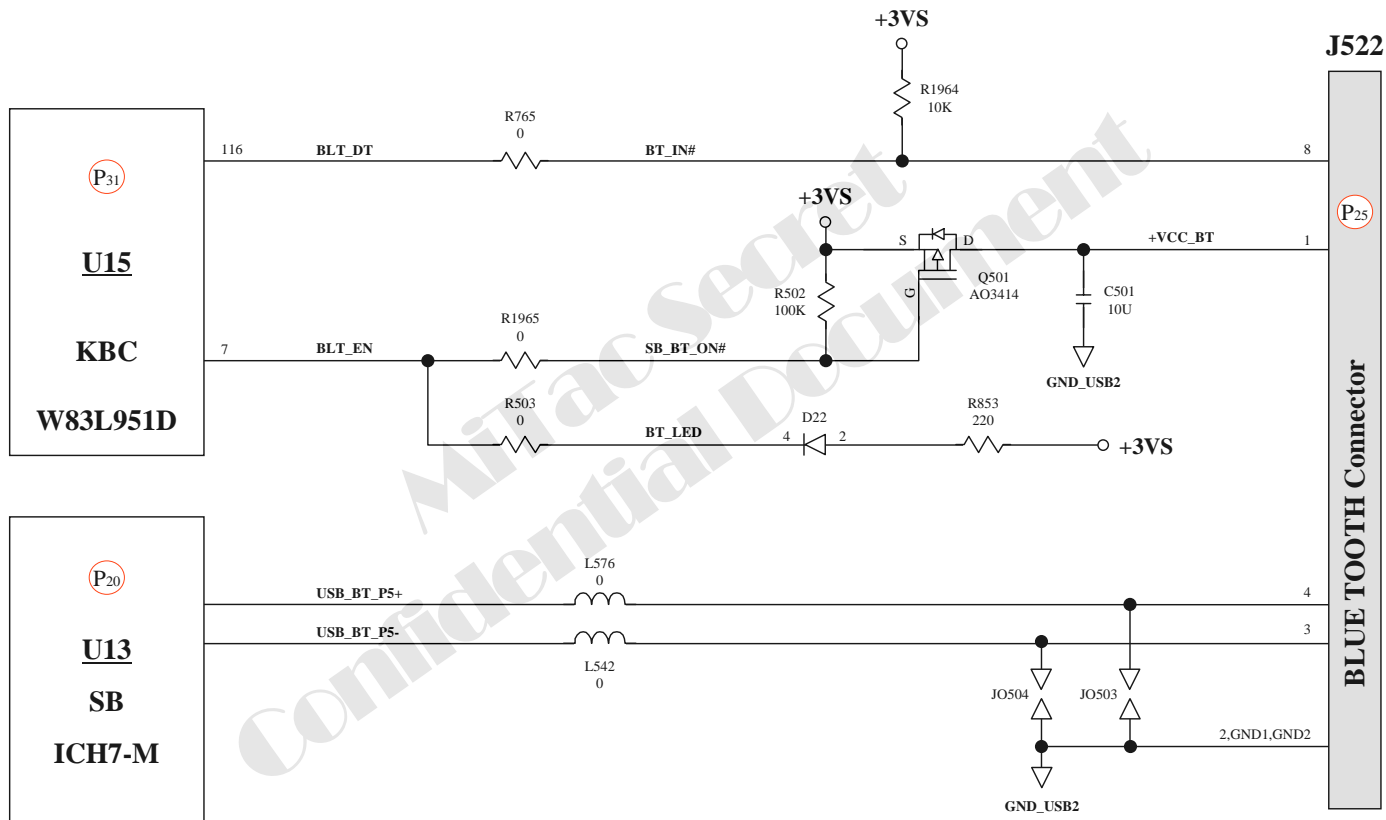 +3VS
J522
R1964
10K
R765
0
116
BLT_DT
BT_IN#
8
P31
U15
KBC
W83L951D
+3VS
S
D
G
Q501
AO3414
+VCC_BT
1
P25
R502
100K
C501
10U
GND_USB2
R1965
0
7
BLT_EN
SB_BT_ON#
R503
0
BT_LED
D22
4
2
R853
220
+3VS
BLUE TOOTH Connector
MiTac Secret
Confidential Document
P20
U13
SB
ICH7-M
L576
0
USB_BT_P5+
4
USB_BT_P5-
3
L542
0
JO504
JO503
2,GND1,GND2
GND_USB2